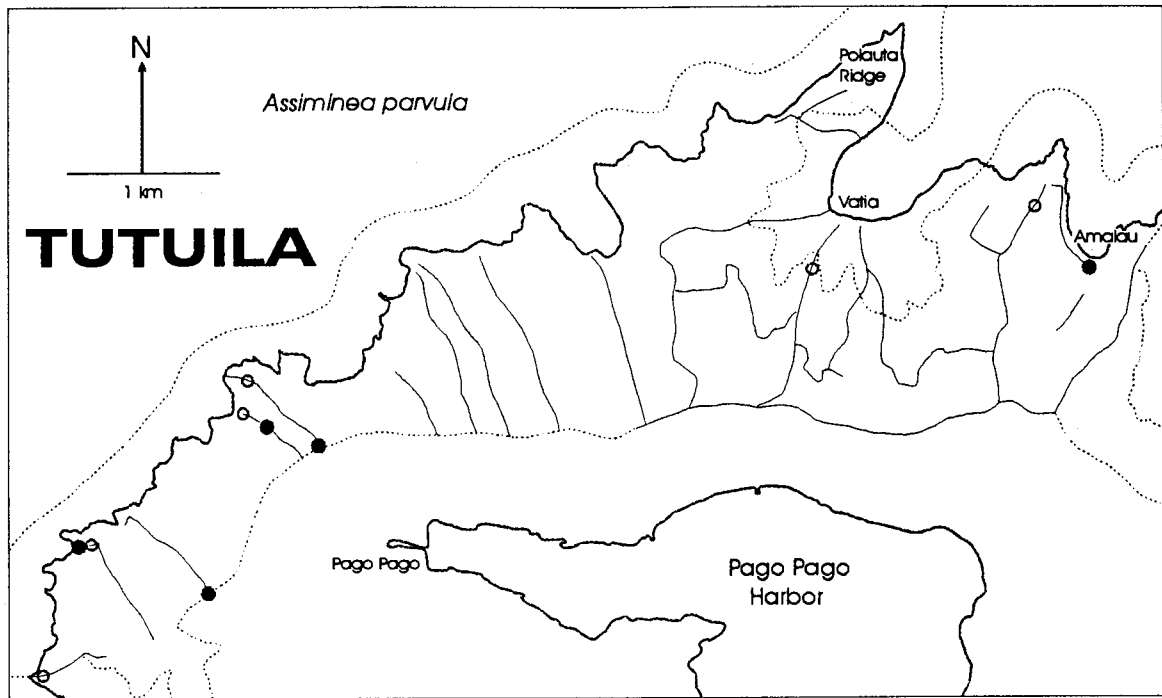 N
1 km
Assiminea parvula
TUTUILA
Polauta
Ridge
Vatia
Amalau
Pago Pago
Pago Pago
Harbor